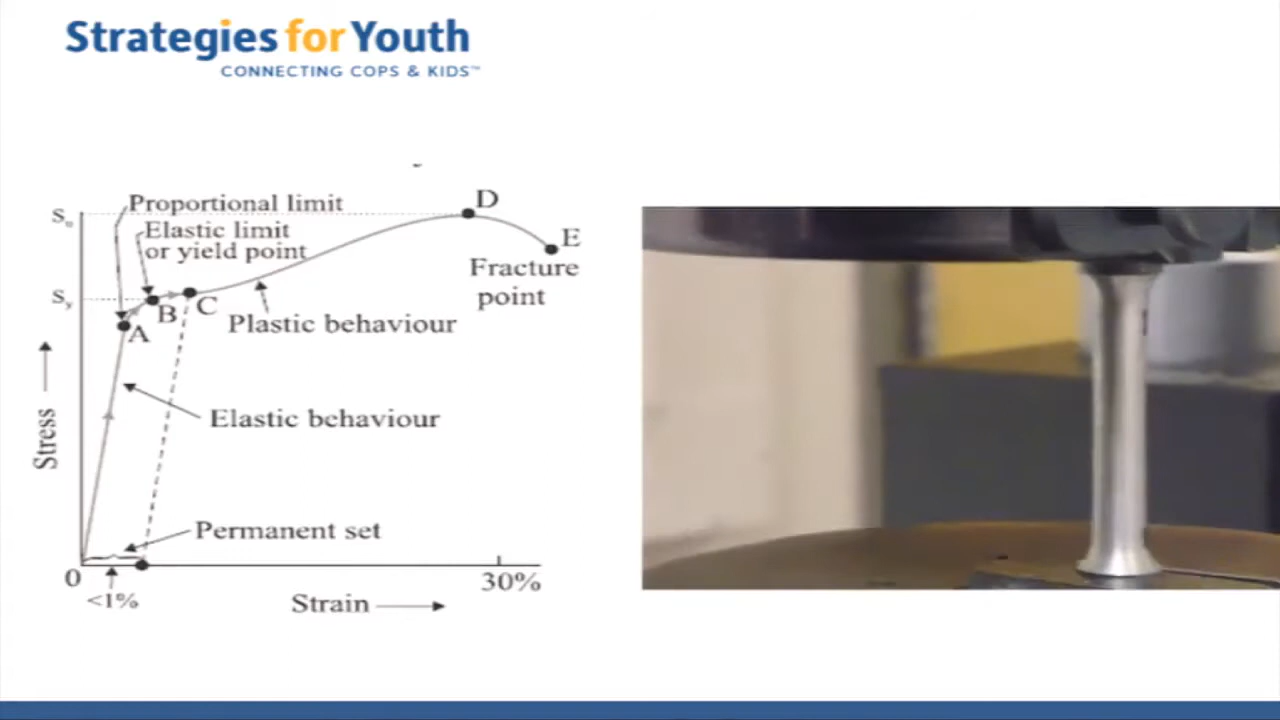 Strategies for Youth
CONNECTING COPS & KIDS™
Proportional limit
Elastic limit
or yield point
Su
Sy
D
E
Fracture
point
A
B
C
Plastic behaviour
Elastic behaviour
Stress
Permanent set
0
<1%
30%
Strain